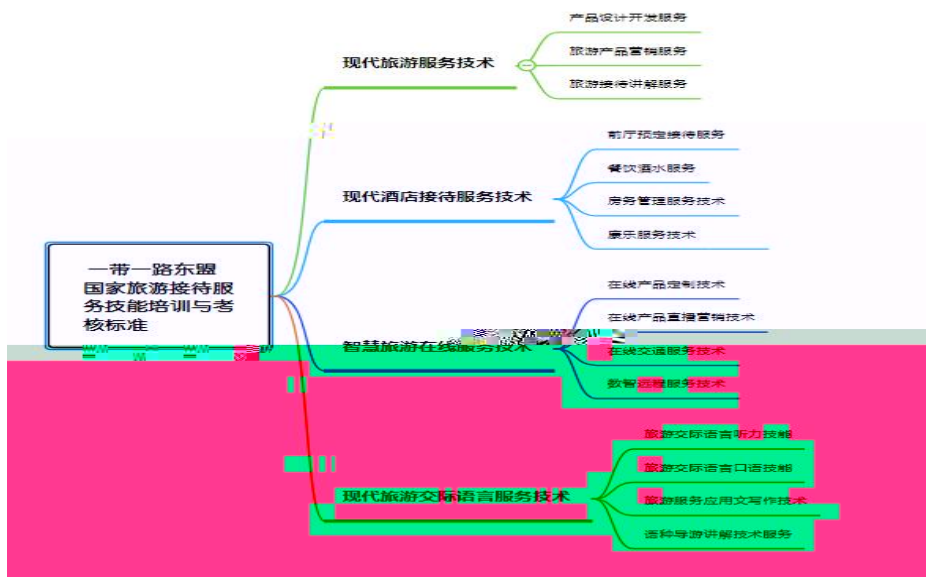 产品设计开发服务
现代旅游服务技术
旅游产品营销服务
旅游接待讲解服务
前厅预定接待服务
餐饮酒水服务
现代酒店接待服务技术
房务管理服务技术
康乐服务技术
一带一路东盟
国家旅游接待服
务技能培训与考
核标准
在线产品定制技术
在线产品直播营销技术
智慧旅游在线服务技术
在线交通服务技术
数智远程服务技术
旅游交际语言听力技能
旅游交际语言口语技能
现代旅游交际语言服务技术
旅游服务应用文写作技术
语种导游讲解技术服务